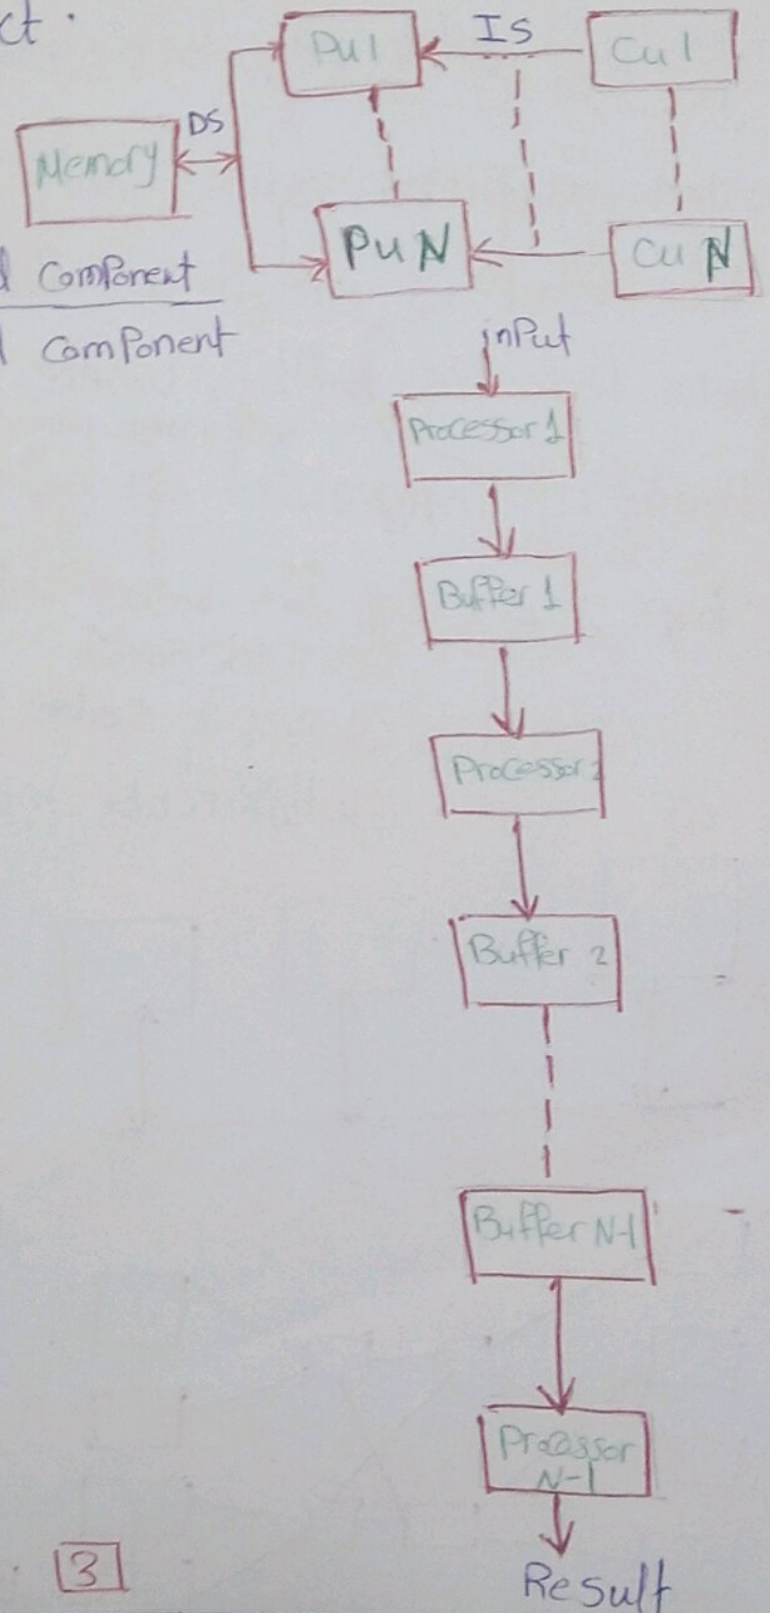 ct.
Pu1
IS
Cu1
DS
Memory
PuN
Cu N
d Component
d Component
inPut
Processor 1
Buffer 1
Processor 2
Buffer 2
Buffer N-1
Processor
N-1
3
Result